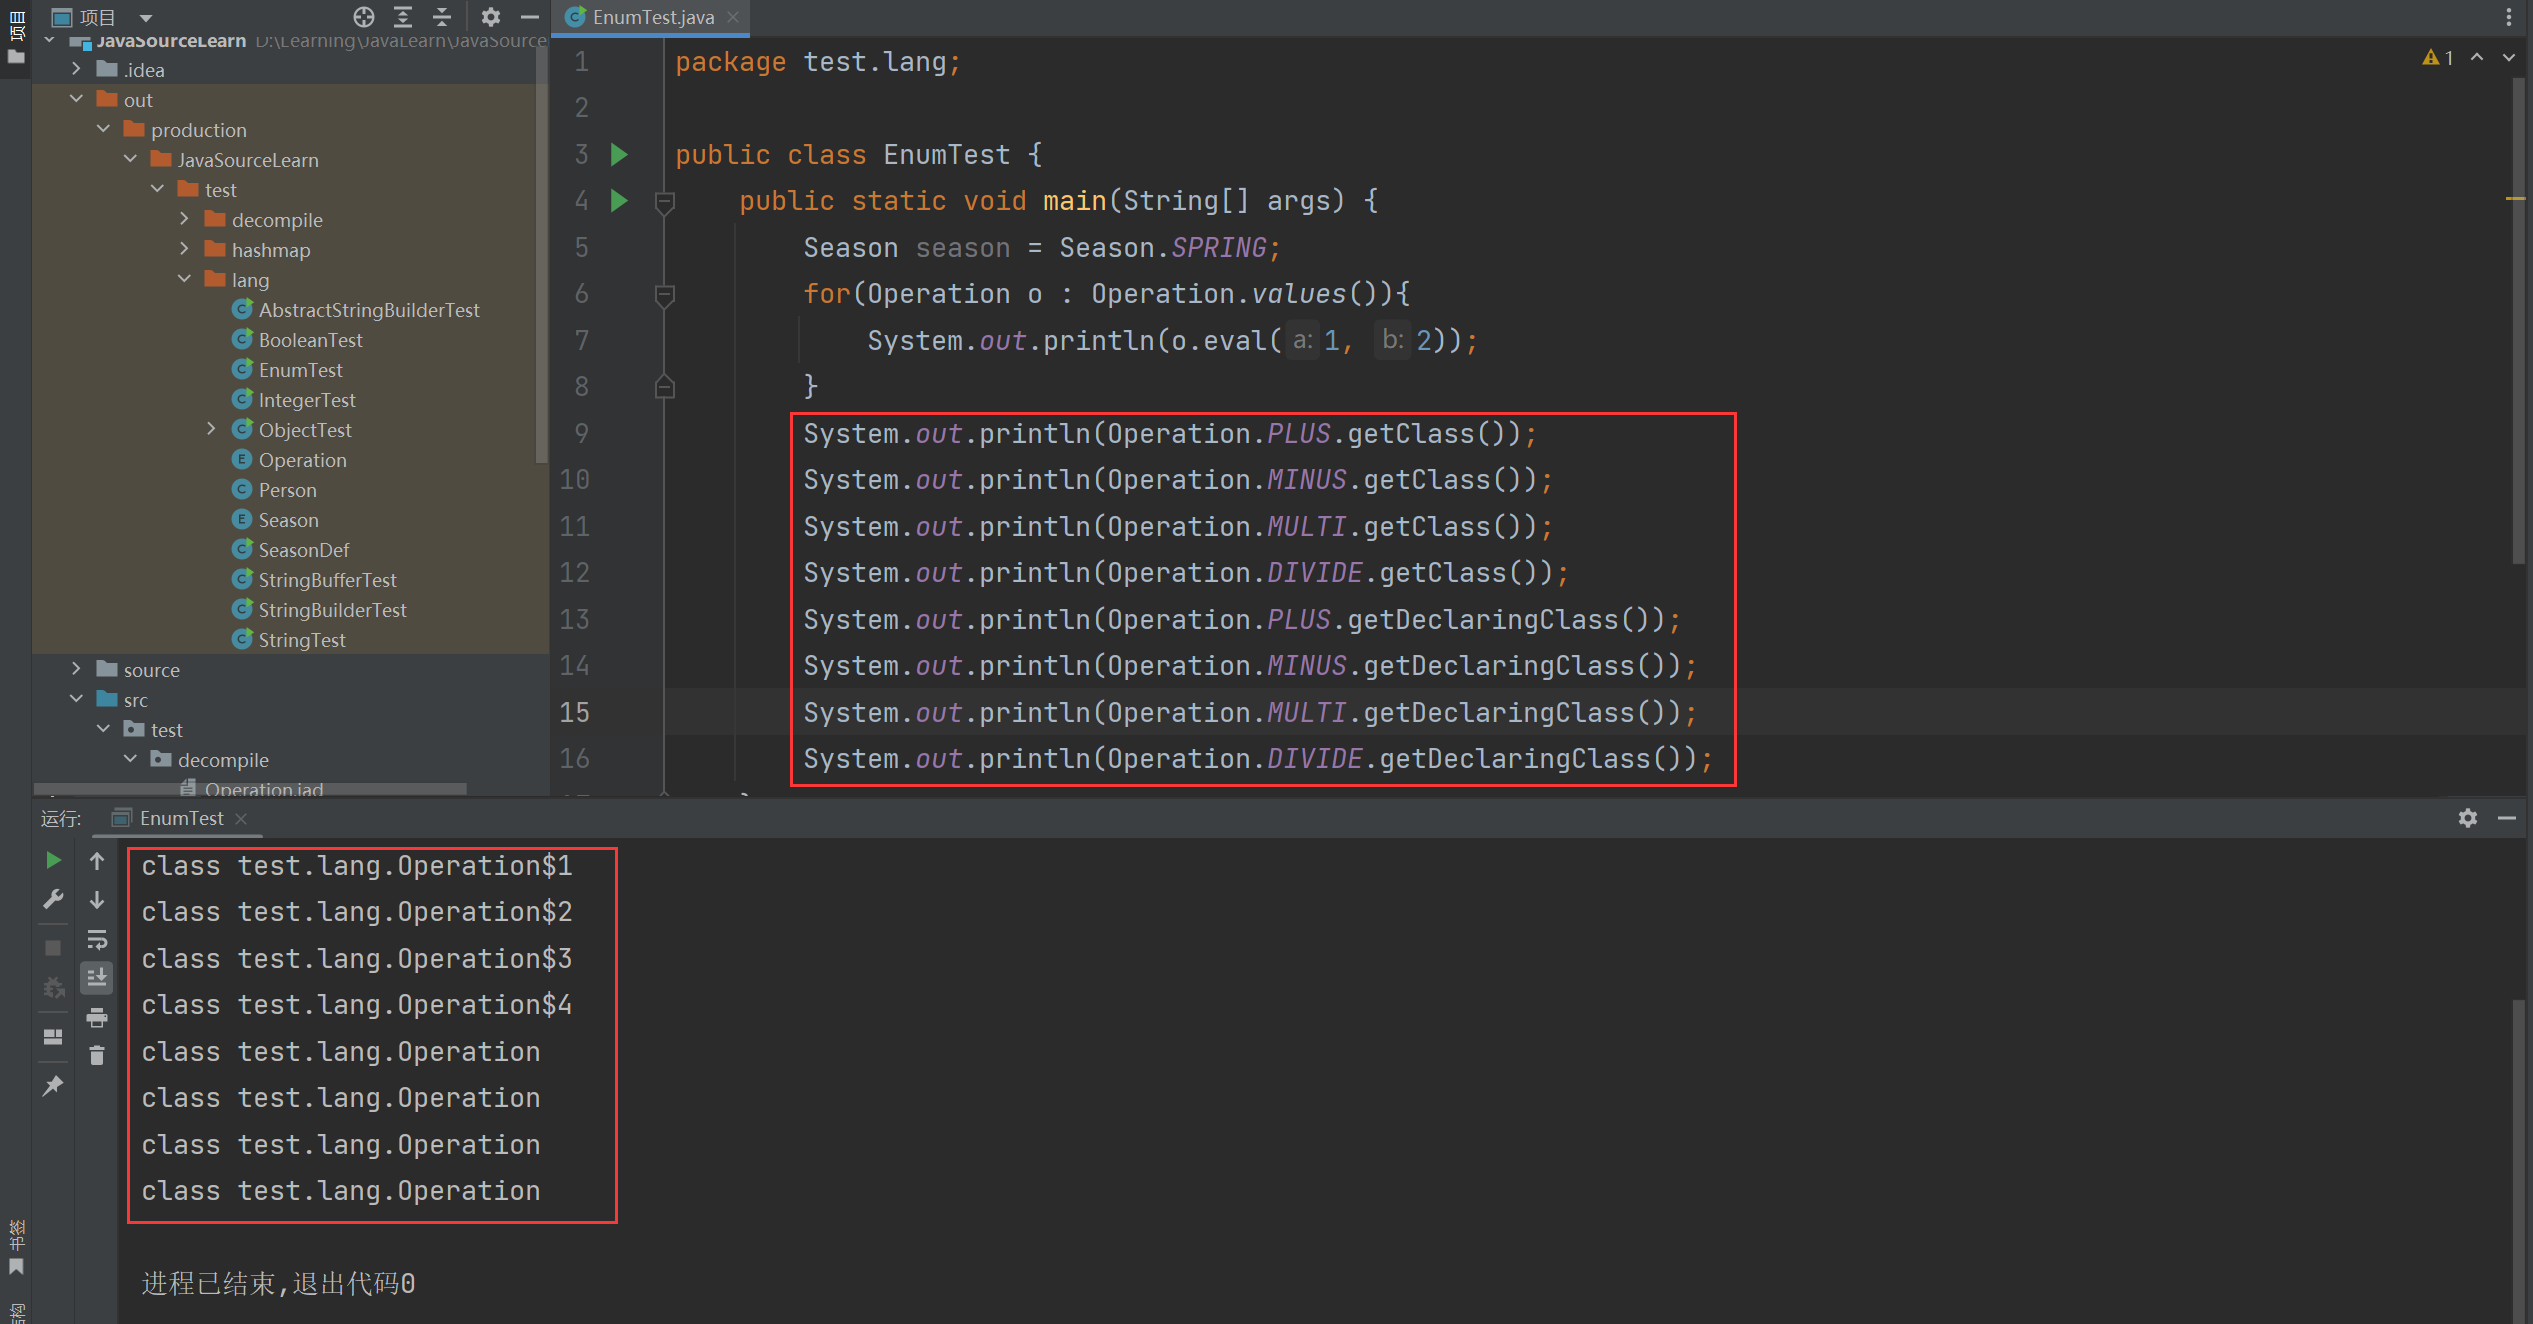 项目
项目
JavaSourceLearn D:\Learning\JavaLearn\JavaSource
.idea
out
production
JavaSourceLearn
test
decompile
hashmap
lang
AbstractStringBuilderTest
BooleanTest
EnumTest
IntegerTest
ObjectTest
Operation
Person
Season
SeasonDef
StringBufferTest
StringBuilderTest
StringTest
source
src
test
decompile
Operation.jad
EnumTest.java
1
1 package test.lang;
2
3 public class EnumTest {
4 public static void main(String[] args) {
5 Season season = Season.SPRING;
6 for(Operation o : Operation.values()){
7 System.out.println(o.eval( a: 1, b: 2));
8 }
9 System.out.println(Operation.PLUS.getClass());
10 System.out.println(Operation.MINUS.getClass());
11 System.out.println(Operation.MULTI.getClass());
12 System.out.println(Operation.DIVIDE.getClass());
13 System.out.println(Operation.PLUS.getDeclaringClass());
14 System.out.println(Operation.MINUS.getDeclaringClass());
15 System.out.println(Operation.MULTI.getDeclaringClass());
16 System.out.println(Operation.DIVIDE.getDeclaringClass());
运行: EnumTest
class test.lang.Operation$1
class test.lang.Operation$2
class test.lang.Operation$3
class test.lang.Operation$4
class test.lang.Operation
class test.lang.Operation
class test.lang.Operation
class test.lang.Operation
进程已结束,退出代码0
书签